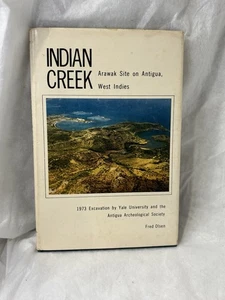 INDIAN
CREEK
Arawak Site on Antigua,
West Indies
1973 Excavation by Yale University and the
Antigua Archeological Society
Fred Olsen